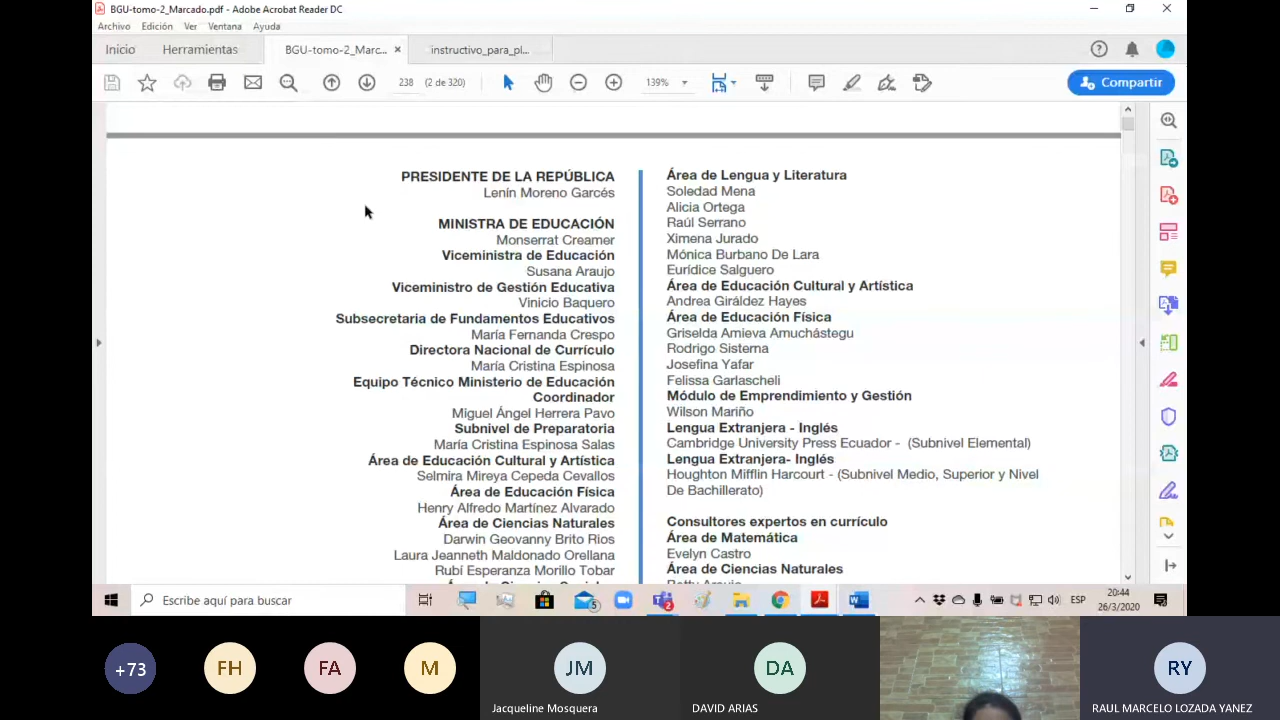 BGU-tomo-2_Marcado.pdf - Adobe Acrobat Reader DC
Archivo Edición Ver Ventana Ayuda
Inicio Herramientas BGU-tomo-2_Marc... × instructivo_para_pl...
238 (2 de 320) 139% Compartir
PRESIDENTE DE LA REPÚBLICA
Lenín Moreno Garcés
MINISTRA DE EDUCACIÓN
Monserrat Creamer
Viceministra de Educación
Susana Araujo
Viceministro de Gestión Educativa
Vinicio Baquero
Subsecretaria de Fundamentos Educativos
María Fernanda Crespo
Directora Nacional de Currículo
María Cristina Espinosa
Equipo Técnico Ministerio de Educación
Coordinador
Miguel Ángel Herrera Pavo
Subnivel de Preparatoria
María Cristina Espinosa Salas
Área de Educación Cultural y Artística
Selmira Mireya Cepeda Cevallos
Área de Educación Física
Henry Alfredo Martínez Alvarado
Área de Ciencias Naturales
Darwin Geovanny Brito Rios
Laura Jeanneth Maldonado Orellana
Rubí Esperanza Morillo Tobar
Área de Lengua y Literatura
Soledad Mena
Alicia Ortega
Raúl Serrano
Ximena Jurado
Mónica Burbano De Lara
Eurídice Salguero
Área de Educación Cultural y Artística
Andrea Giráldez Hayes
Área de Educación Física
Griselda Amieva Amuchástegu
Rodrigo Sistema
Josefina Yafar
Felissa Garlascheli
Módulo de Emprendimiento y Gestión
Wilson Mariño
Lengua Extranjera - Inglés
Cambridge University Press Ecuador - (Subnivel Elemental)
Lengua Extranjera- Inglés
Houghton Mifflin Harcourt - (Subnivel Medio, Superior y Nivel
De Bachillerato)
Consultores expertos en currículo
Área de Matemática
Evelyn Castro
Área de Ciencias Naturales
Escribe aquí para buscar
5
2
ESP
20:44
26/3/2020
+73 FH FA M JM DA RY
Jacqueline Mosquera DAVID ARIAS RAUL MARCELO LOZADA YANEZ